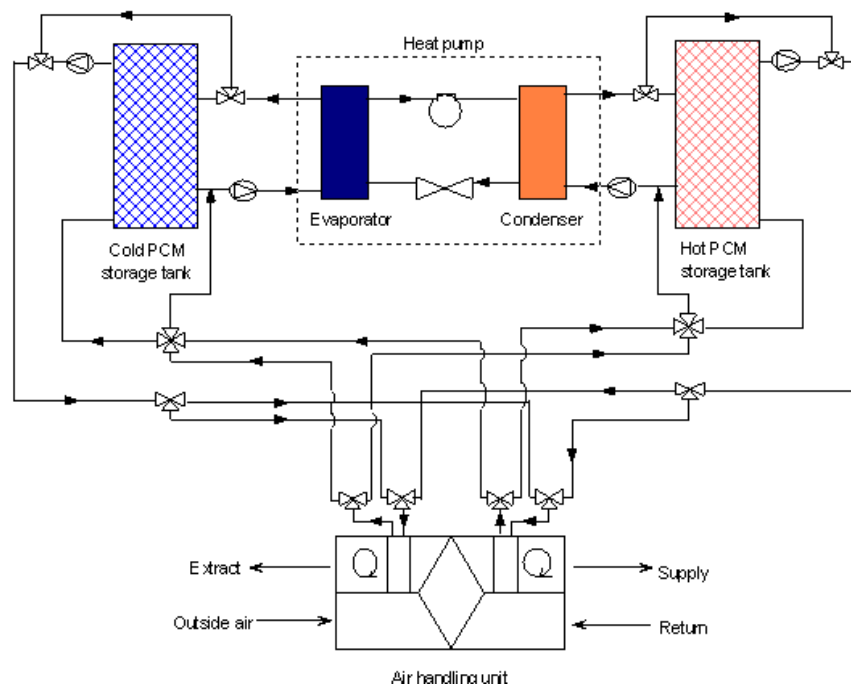 Heat pump
Evaporator
Condenser
Cold PCM
storage tank
Hot PCM
storage tank
Extract
Supply
Outside air
Return
Air handling unit